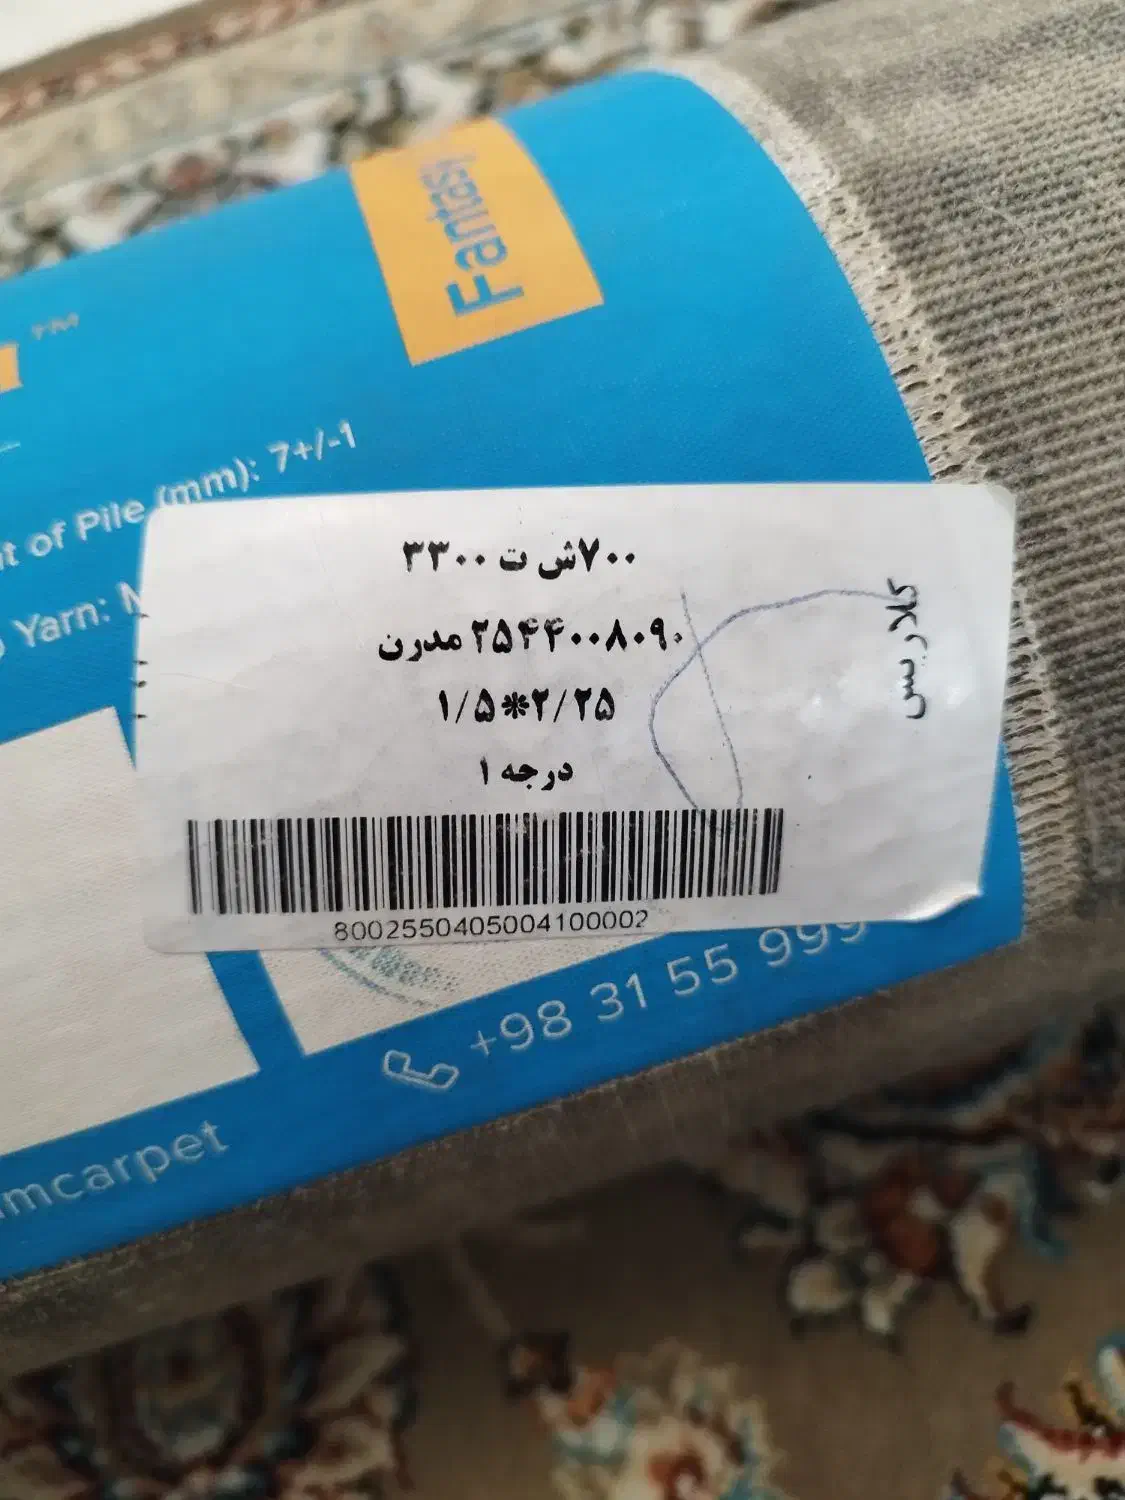 Fantasy
™
t of Pile (mm): 7+/-1
Yarn:
۷۰۰ش ت ۳۳۰۰
۲۵۴۴۰۰۸۰۹۰ مدرن
۱/۵*۲/۲۵
درجه ۱
کلاریس
8002550405004100002
+98 31 55 999
mcarpet